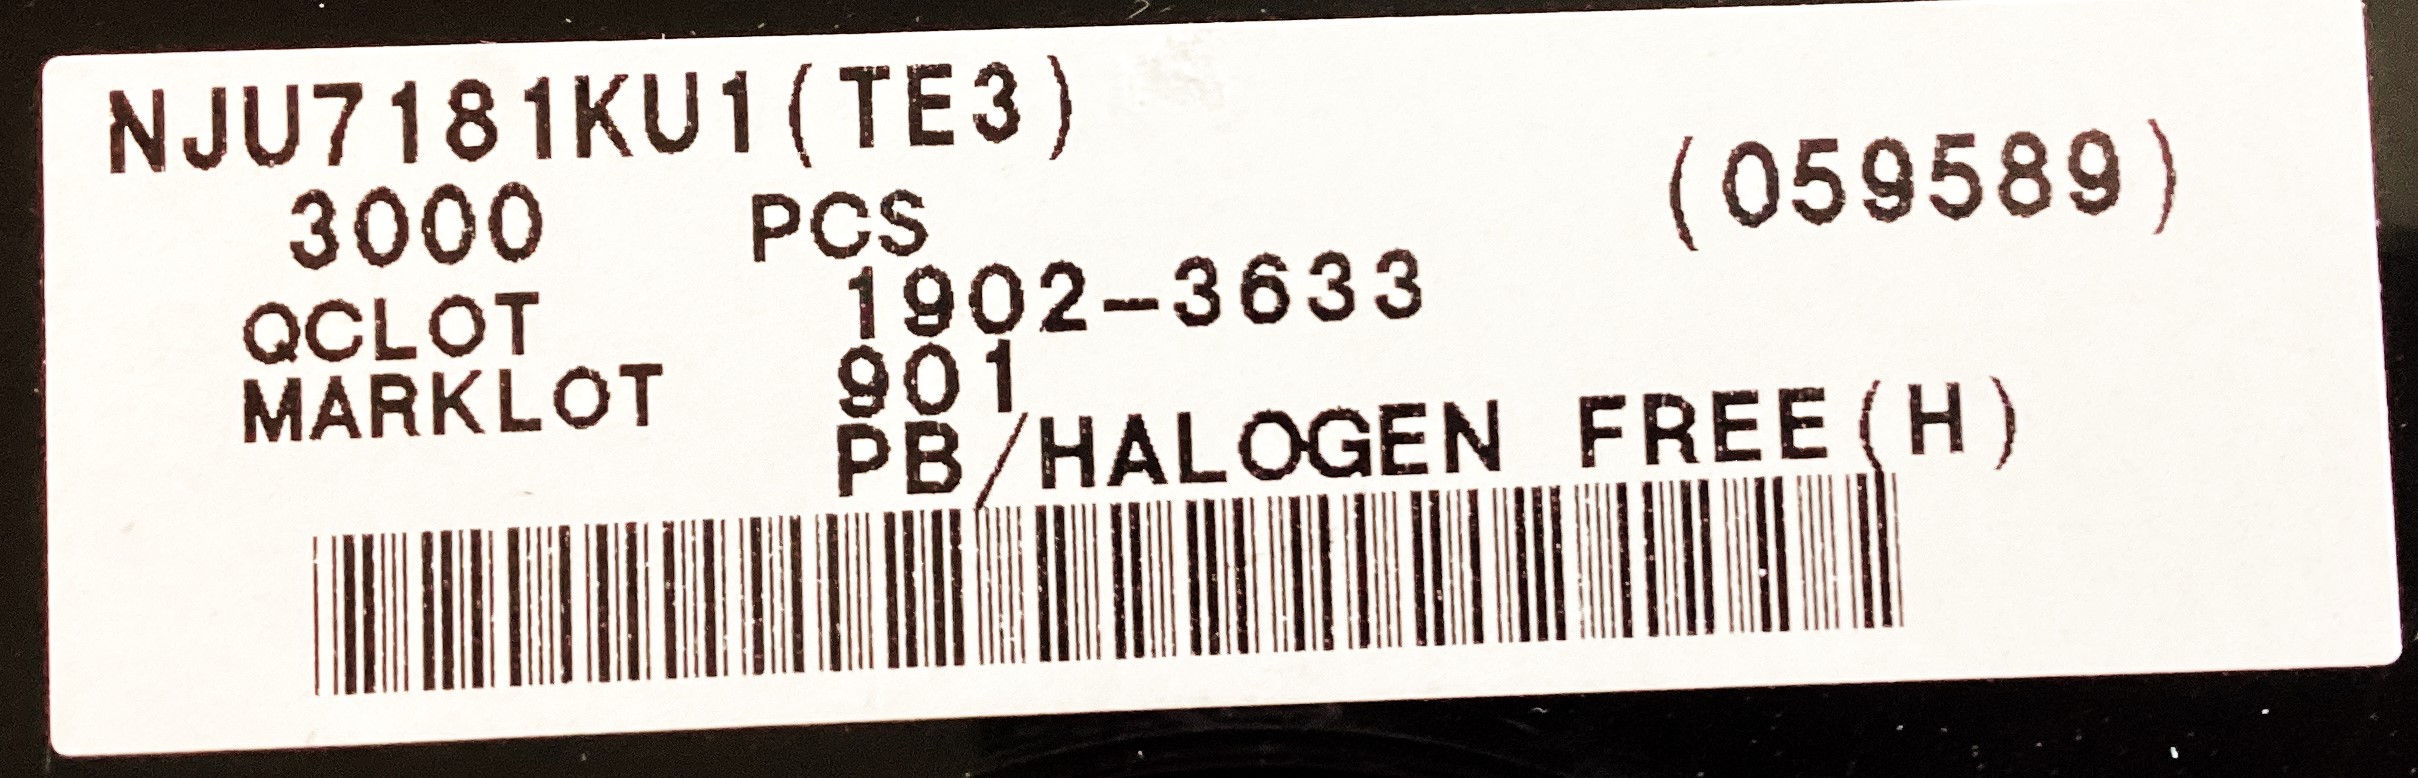 NJU7181KU1(TE3)
(059589)
3000 PCS
QCLOT 1902-3633
MARKLOT 901
PB/HALOGEN FREE(H)